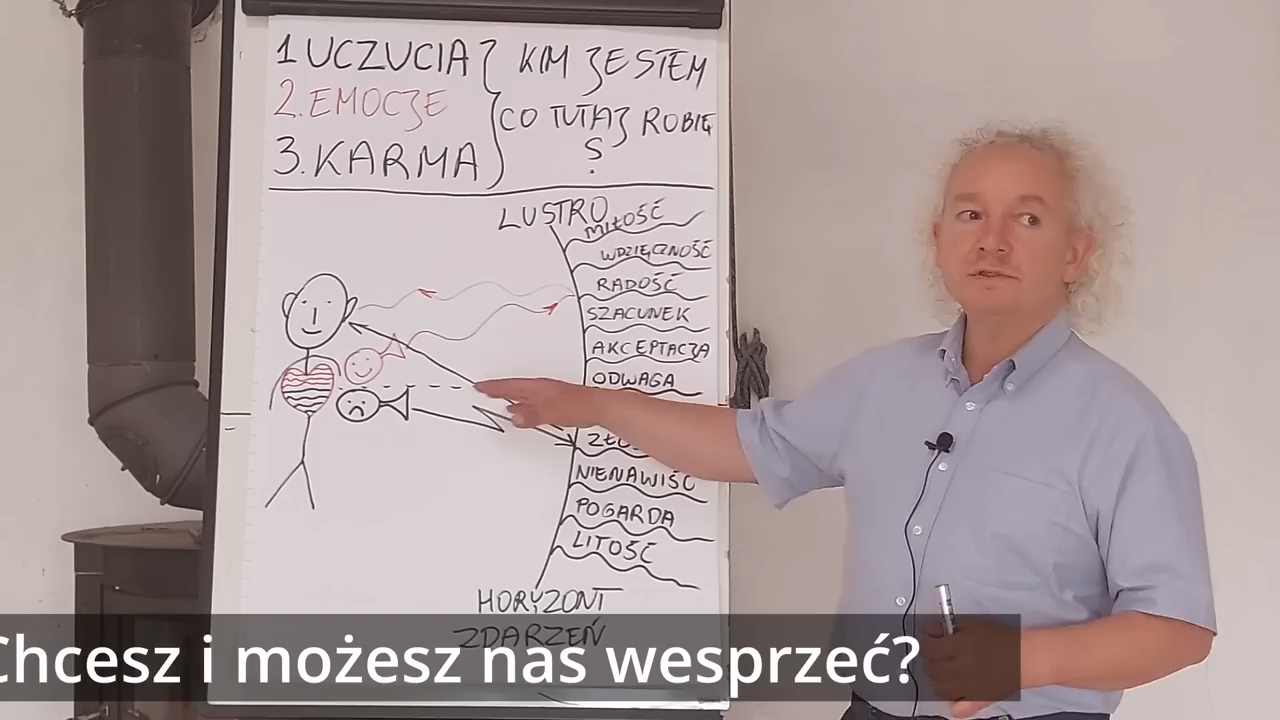 1 UCZUCIA } KIM JESTEM
2. EMOCJE CO TUTAJ ROBIĘ
3. KARMA ?
LUSTRO
MIŁOŚĆ
WDZIĘCZNOŚĆ
RADOŚĆ
SZACUNEK
AKCEPTACJA
ODWAGA
NIENAWIŚĆ
POGARDA
LITOŚĆ
HORYZONT
ZDARZEŃ
Chcesz i możesz nas wesprzeć?